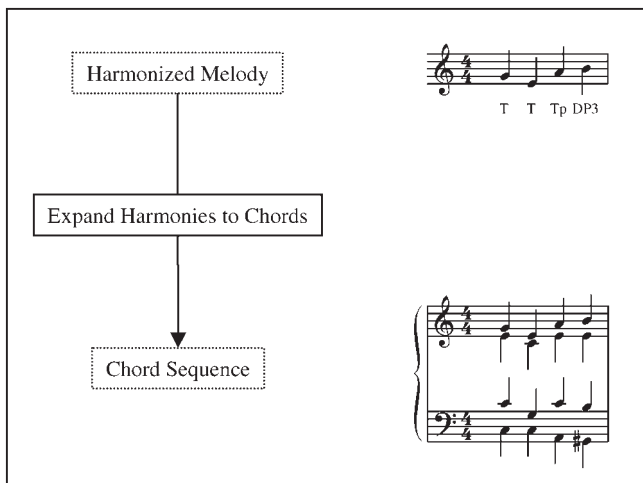 Harmonized Melody
T T Tp DP3
Expand Harmonies to Chords
Chord Sequence